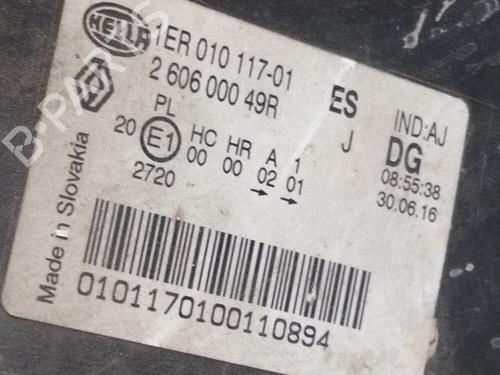 HELLA
1ER 010 117-01
2 606 000 49R
ES
J
IND:AJ
DG
08:55:38
30.06.16
PL
20 E1 HC HR A 1
00 00 02 01
2720
Made in Slovakia
0101170100110894
B-PARTS